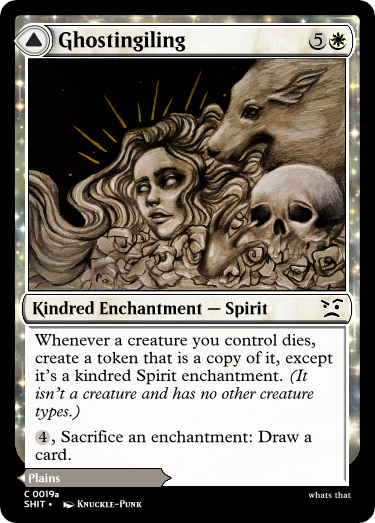 Ghostingiling 5
Kindred Enchantment — Spirit
Whenever a creature you control dies,
create a token that is a copy of it, except
it's a kindred Spirit enchantment. (It
isn't a creature and has no other creature
types.)
4, Sacrifice an enchantment: Draw a
card.
Plains
C 0019a
SHIT • Knuckle-Punk
whats that